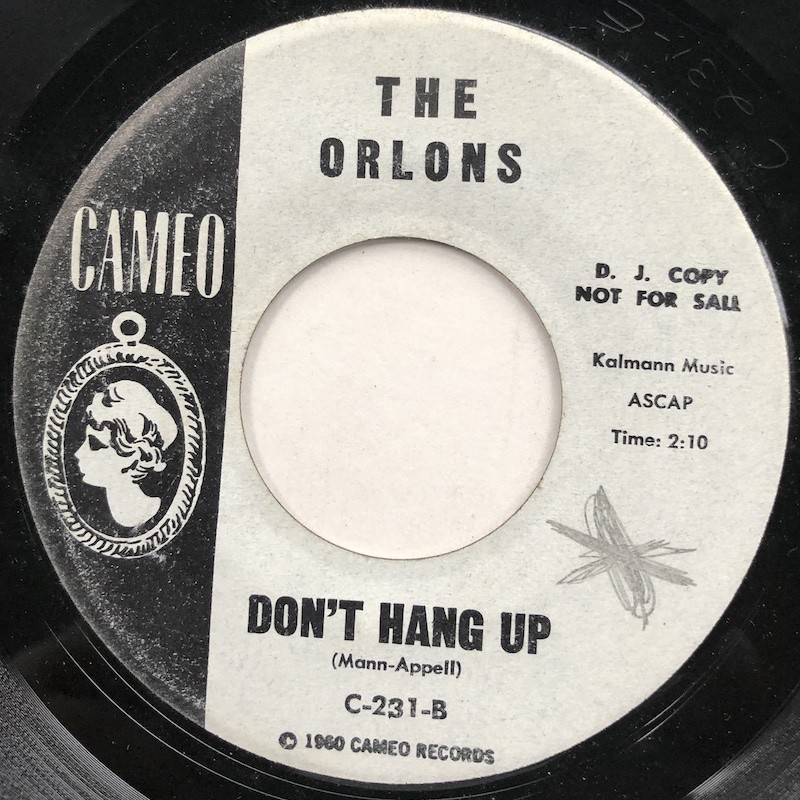 THE
ORLONS
CAMEO
D. J. COPY
NOT FOR SALE
Kalmann Music
ASCAP
Time: 2:10
DON'T HANG UP
(Mann-Appell)
C-231-B
© 1960 CAMEO RECORDS